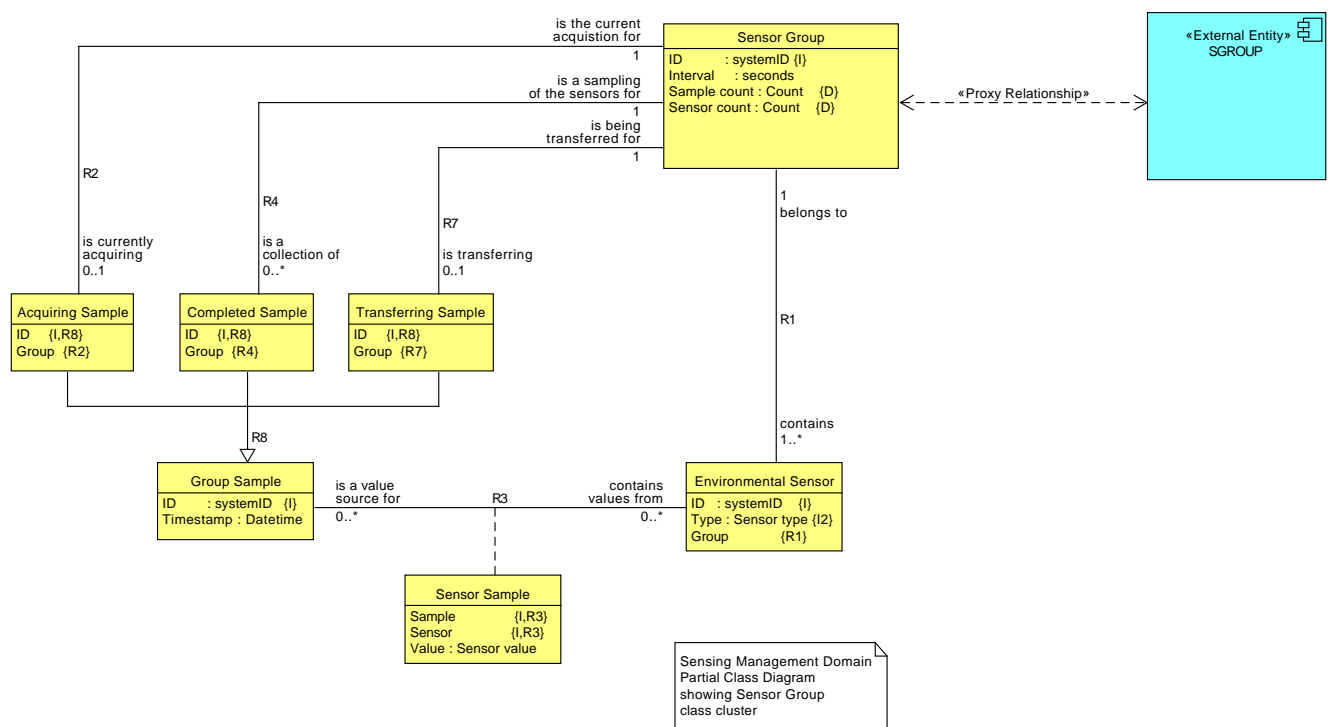 is the current
acquistion for
1
Sensor Group
ID : systemID {I}
Interval : seconds
Sample count : Count {D}
Sensor count : Count {D}
«External Entity»
SGROUP
«Proxy Relationship»
is a sampling
of the sensors for
1
is being
transferred for
1
R2
R4
R7
1
belongs to
is currently
acquiring
0..1
is a
collection of
0..*
is transferring
0..1
Acquiring Sample
ID {I,R8}
Group {R2}
Completed Sample
ID {I,R8}
Group {R4}
Transferring Sample
ID {I,R8}
Group {R7}
R1
R8
contains
1..*
Group Sample
ID : systemID {I}
Timestamp : Datetime
is a value
source for
0..*
R3
contains
values from
0..*
Environmental Sensor
ID : systemID {I}
Type : Sensor type {I2}
Group {R1}
Sensor Sample
Sample {I,R3}
Sensor {I,R3}
Value : Sensor value
Sensing Management Domain
Partial Class Diagram
showing Sensor Group
class cluster